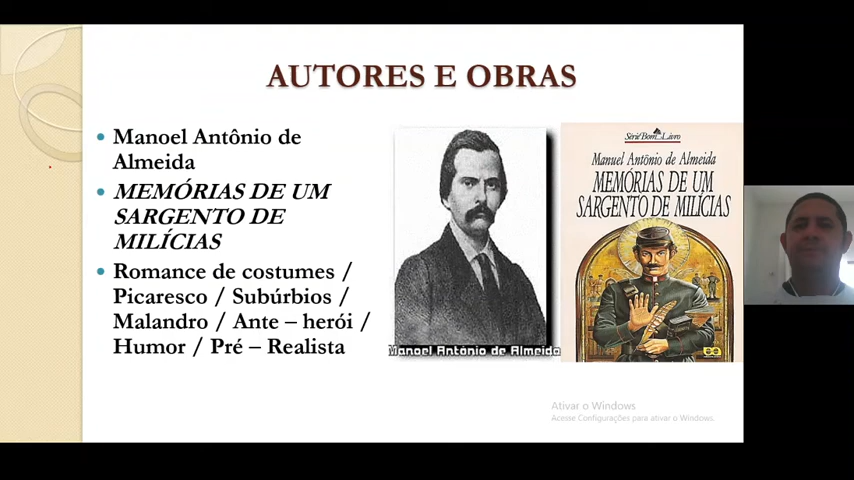 AUTORES E OBRAS
• Manoel Antônio de
Almeida
• MEMÓRIAS DE UM
SARGENTO DE
MILÍCIAS
• Romance de costumes /
Picaresco / Subúrbios /
Malandro / Ante – herói /
Humor / Pré – Realista
Manoel Antônio de Almeida
Série Bom Livro
Manuel Antônio de Almeida
MEMÓRIAS DE UM
SARGENTO DE MILÍCIAS
Ativar o Windows
Acesse Configurações para ativar o Windows.